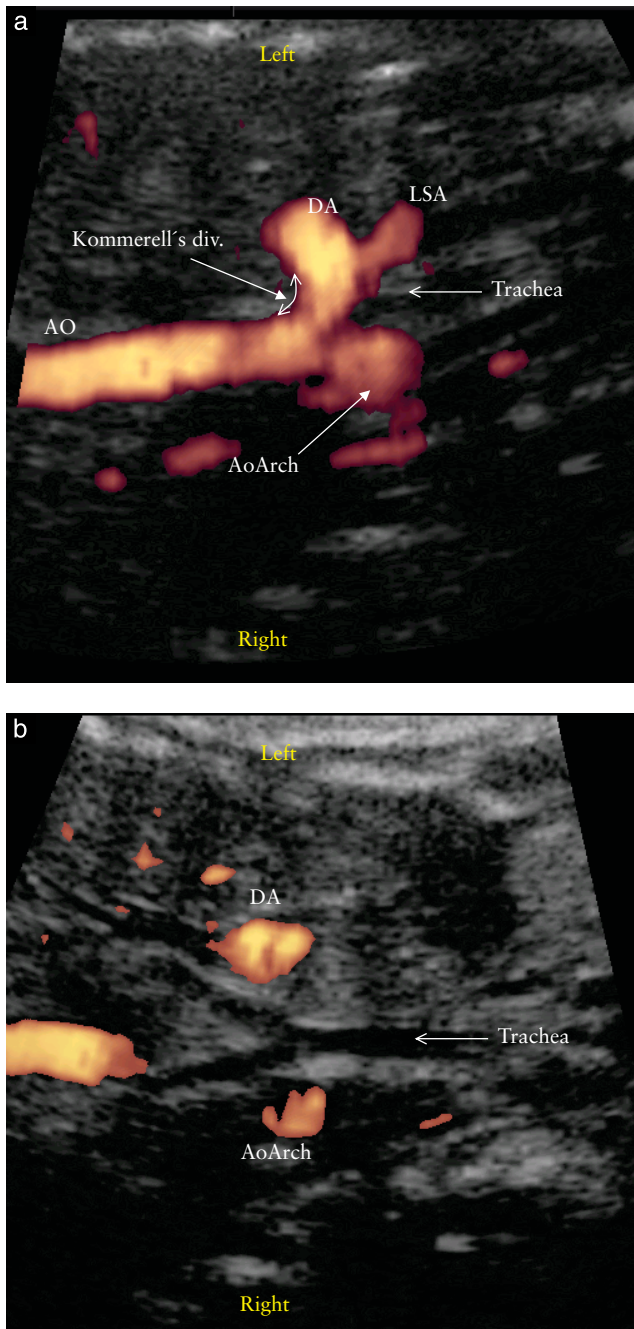 a
Left
DA
LSA
Kommerell´s div.
Trachea
AO
AoArch
Right
b
Left
DA
Trachea
AoArch
Right